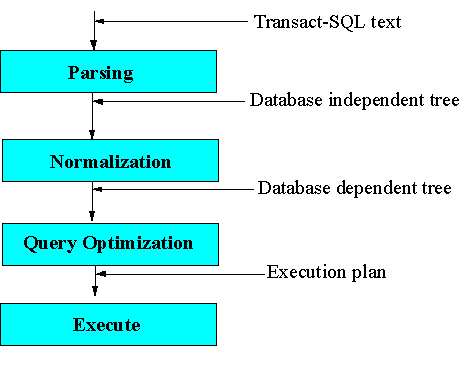 Transact-SQL text
Parsing
Database independent tree
Normalization
Database dependent tree
Query Optimization
Execution plan
Execute